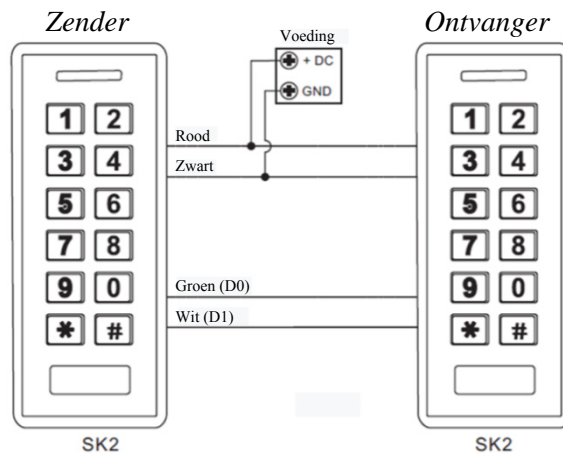 Zender
Ontvanger
Voeding
+ DC
GND
1 2
3 4
5 6
7 8
9 0
* #
Rood
Zwart
Groen (D0)
Wit (D1)
1 2
3 4
5 6
7 8
9 0
* #
SK2
SK2